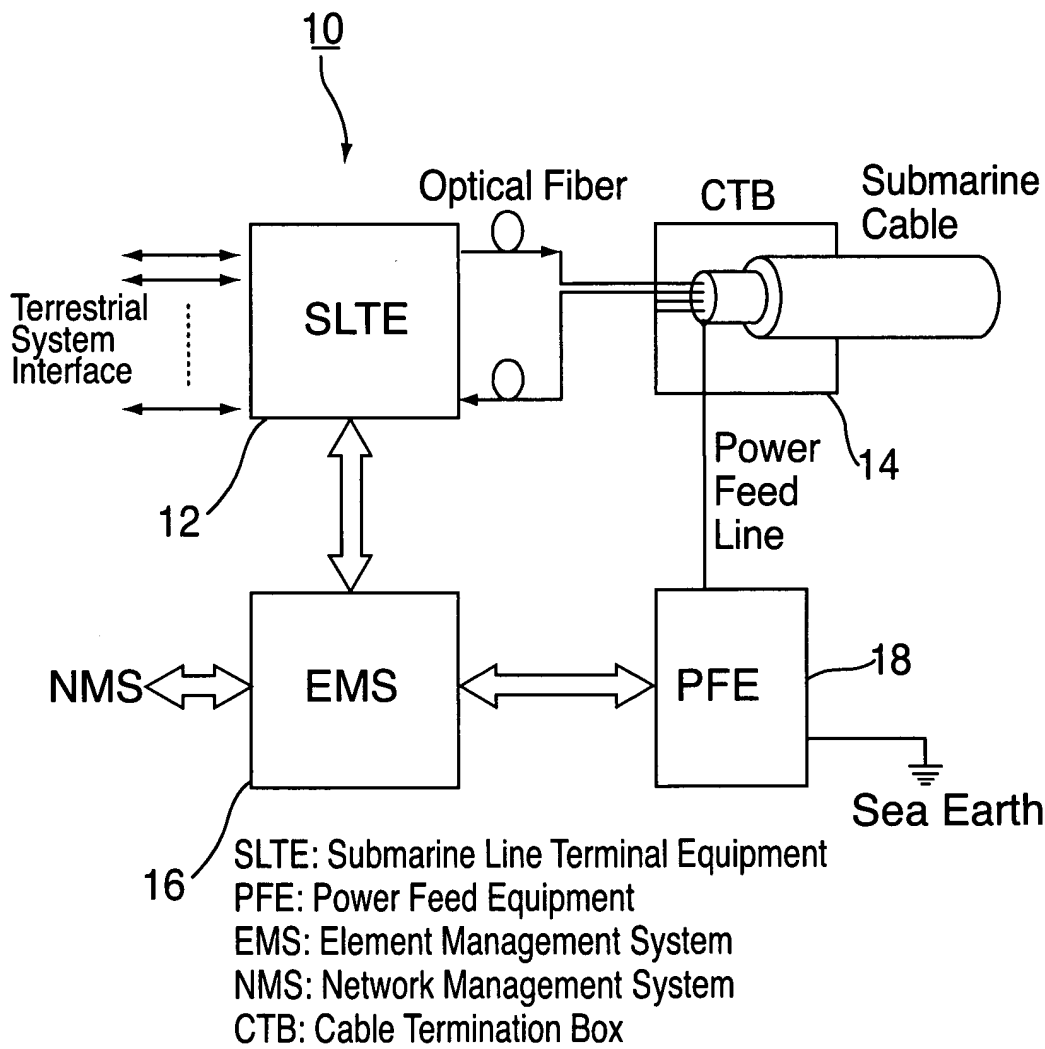 10
Optical Fiber
CTB
Submarine
Cable
Terrestrial
System
Interface
SLTE
12
14
Power
Feed
Line
NMS
EMS
PFE
18
Sea Earth
16
SLTE: Submarine Line Terminal Equipment
PFE: Power Feed Equipment
EMS: Element Management System
NMS: Network Management System
CTB: Cable Termination Box